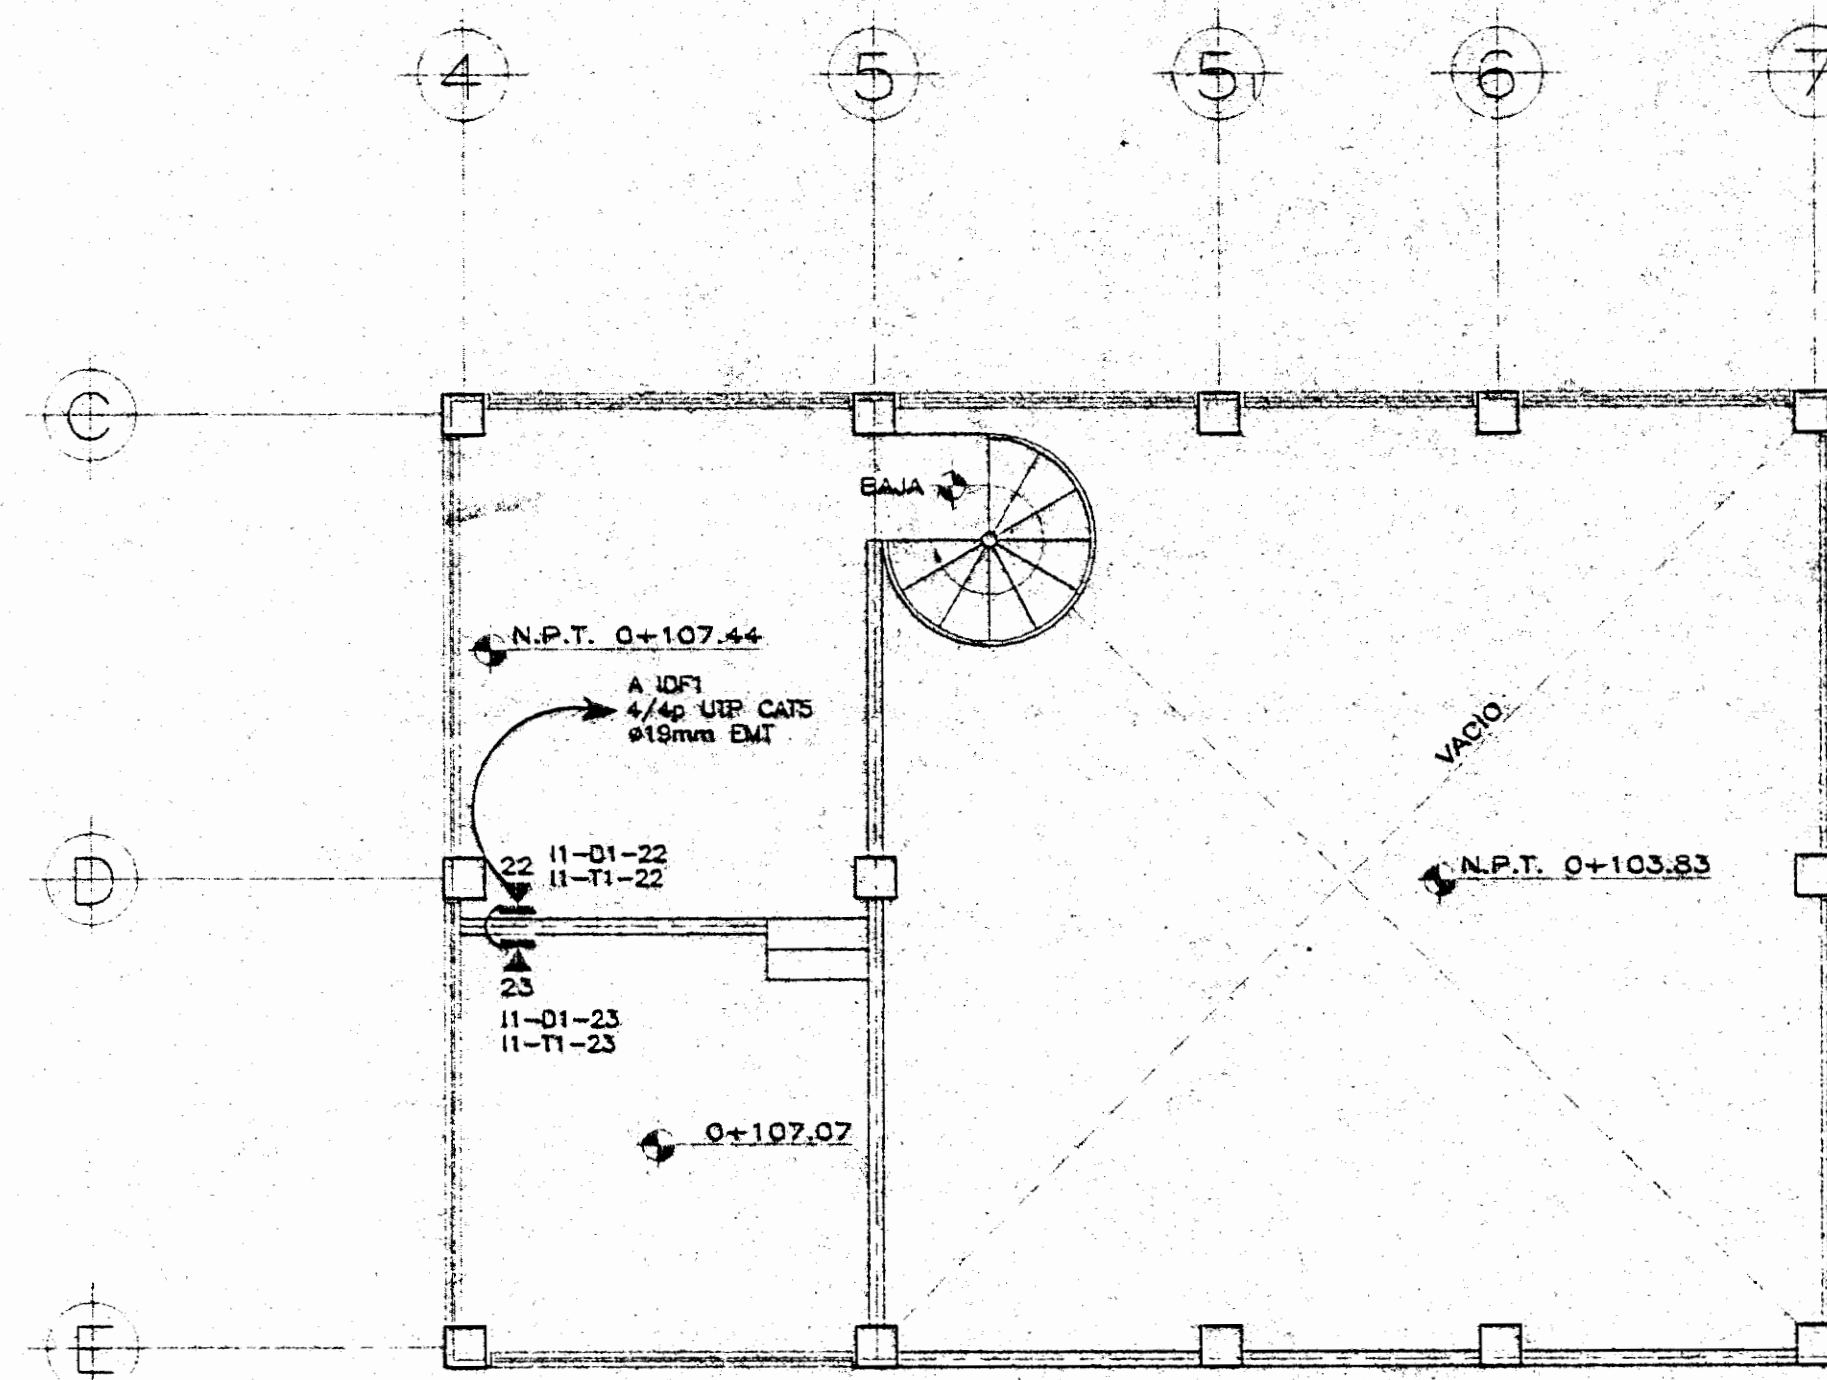 4
5
5'
6
7
C
BAJA
N.P.T. 0+107.44
A IDF1
4/4p UTP CAT5
ø19mm EMT
VACIO
D
22
I1-D1-22
I1-T1-22
N.P.T. 0+103.83
23
I1-D1-23
I1-T1-23
0+107.07
E